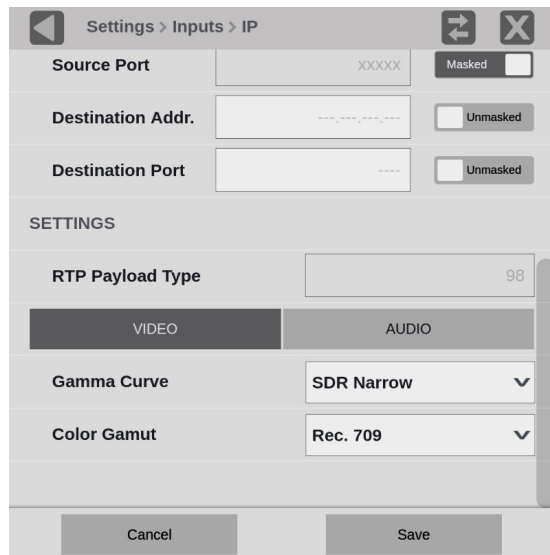 Settings > Inputs > IP
Source Port xxxxx Masked
Destination Addr. ---.---.---.--- Unmasked
Destination Port ---- Unmasked
SETTINGS
RTP Payload Type 98
VIDEO AUDIO
Gamma Curve SDR Narrow
Color Gamut Rec. 709
Cancel Save